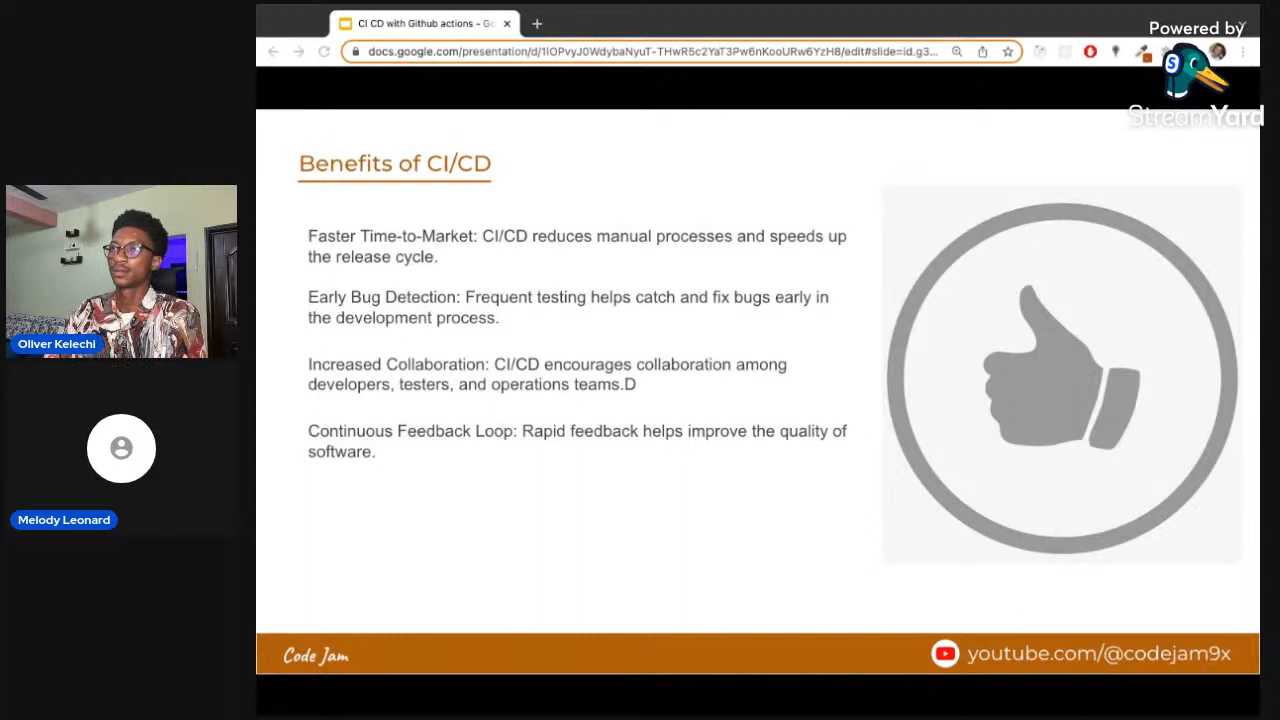 CI CD with Github actions - Go
docs.google.com/presentation/d/1IOPvyJ0WdybaNyuT-THwR5c2YaT3Pw6nKooURw6YzH8/edit#slide=id.g3...
Powered by
S
StreamYard
Benefits of CI/CD
Faster Time-to-Market: CI/CD reduces manual processes and speeds up
the release cycle.
Early Bug Detection: Frequent testing helps catch and fix bugs early in
the development process.
Increased Collaboration: CI/CD encourages collaboration among
developers, testers, and operations teams.D
Continuous Feedback Loop: Rapid feedback helps improve the quality of
software.
Oliver Kelechi
Melody Leonard
Code Jam
youtube.com/@codejam9x